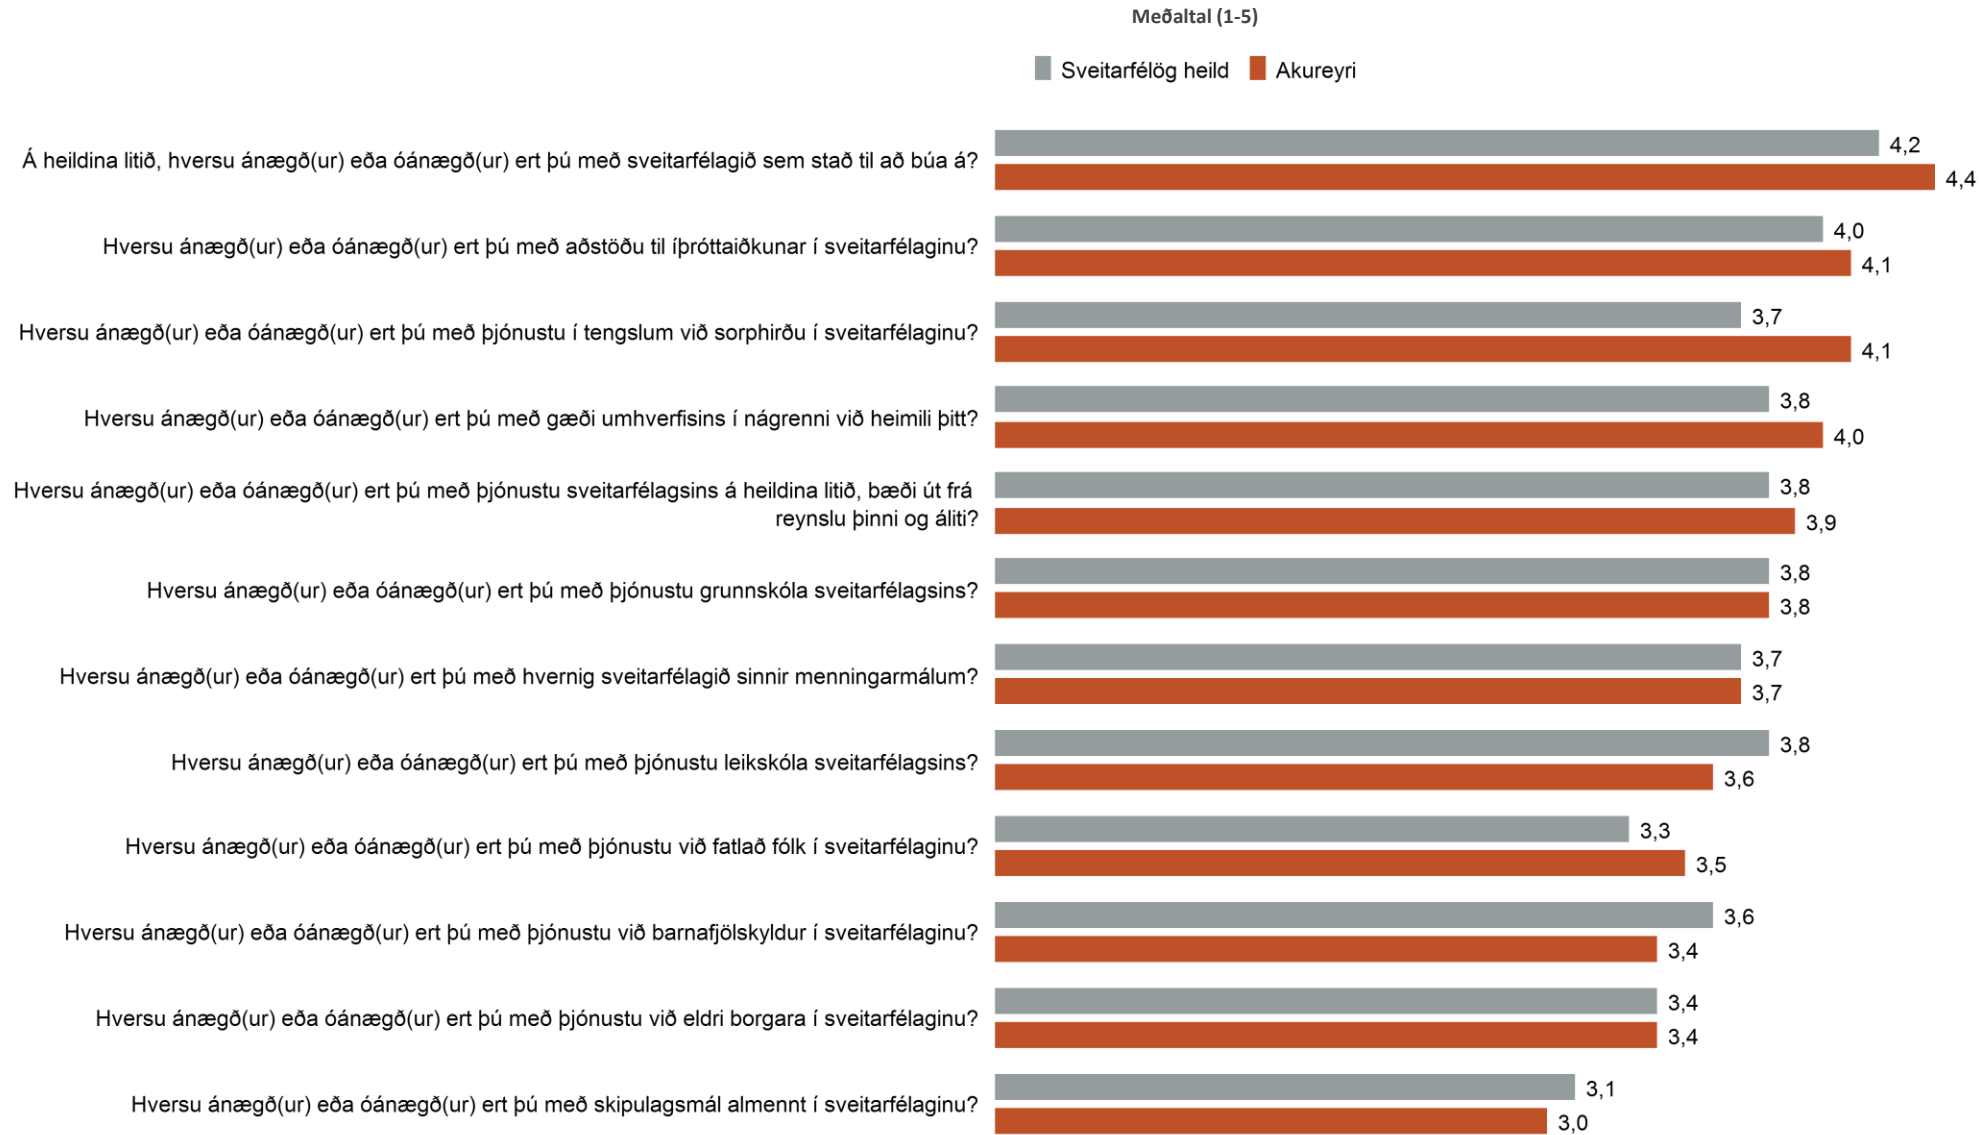 Meðaltal (1-5)
Sveitarfélög heild Akureyri
Á heildina litið, hversu ánægð(ur) eða óánægð(ur) ert þú með sveitarfélagið sem stað til að búa á?
4,2
4,4
Hversu ánægð(ur) eða óánægð(ur) ert þú með aðstöðu til íþróttaiðkunar í sveitarfélaginu?
4,0
4,1
Hversu ánægð(ur) eða óánægð(ur) ert þú með þjónustu í tengslum við sorphirðu í sveitarfélaginu?
3,7
4,1
Hversu ánægð(ur) eða óánægð(ur) ert þú með gæði umhverfisins í nágrenni við heimili þitt?
3,8
4,0
Hversu ánægð(ur) eða óánægð(ur) ert þú með þjónustu sveitarfélagsins á heildina litið, bæði út frá
reynslu þinni og áliti?
3,8
3,9
Hversu ánægð(ur) eða óánægð(ur) ert þú með þjónustu grunnskóla sveitarfélagsins?
3,8
3,8
Hversu ánægð(ur) eða óánægð(ur) ert þú með hvernig sveitarfélagið sinnir menningarmálum?
3,7
3,7
Hversu ánægð(ur) eða óánægð(ur) ert þú með þjónustu leikskóla sveitarfélagsins?
3,8
3,6
Hversu ánægð(ur) eða óánægð(ur) ert þú með þjónustu við fatlað fólk í sveitarfélaginu?
3,3
3,5
Hversu ánægð(ur) eða óánægð(ur) ert þú með þjónustu við barnafjölskyldur í sveitarfélaginu?
3,6
3,4
Hversu ánægð(ur) eða óánægð(ur) ert þú með þjónustu við eldri borgara í sveitarfélaginu?
3,4
3,4
Hversu ánægð(ur) eða óánægð(ur) ert þú með skipulagsmál almennt í sveitarfélaginu?
3,1
3,0